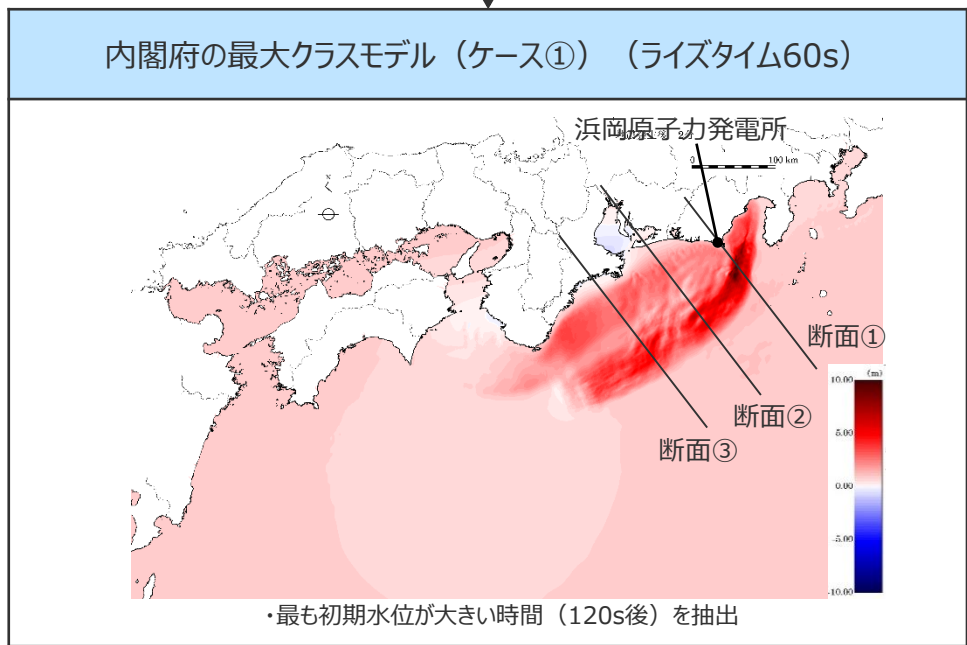 内閣府の最大クラスモデル（ケース①）（ライズタイム60s）
浜岡原子力発電所
0 100 km
N
断面①
断面②
断面③
(m)
10.00
5.00
0.00
-5.00
-10.00
・最も初期水位が大きい時間（120s後）を抽出